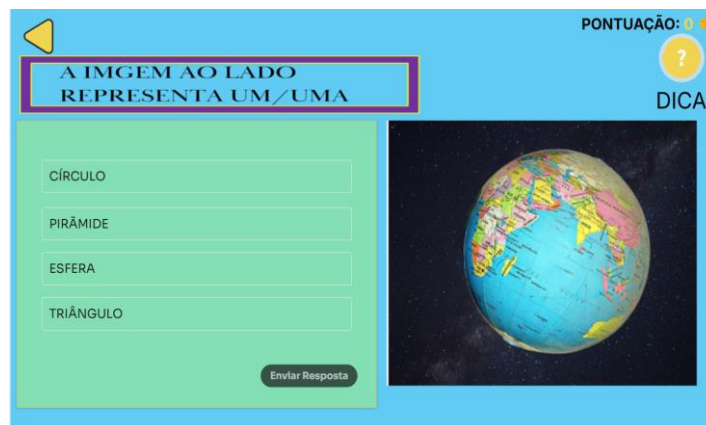 PONTUAÇÃO: 0
?
DICA
A IMGEM AO LADO
REPRESENTA UM/UMA
CÍRCULO
PIRÂMIDE
ESFERA
TRIÂNGULO
Enviar Resposta